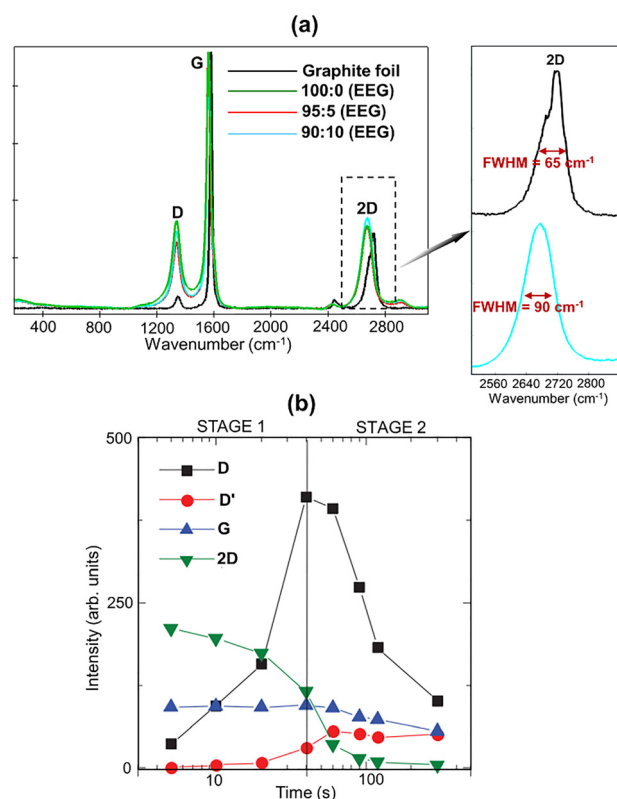 (a)
G
D
2D
Graphite foil
100:0 (EEG)
95:5 (EEG)
90:10 (EEG)
400 1200 1600 2000 2800
Wavenumber (cm-1)
2D
FWHM = 65 cm-1
FWHM = 90 cm-1
2560 2640 2720 2800
Wavenumber (cm-1)
(b)
STAGE 1 STAGE 2
500
250
0
D
D'
G
2D
Intensity (arb. units)
10 100
Time (s)